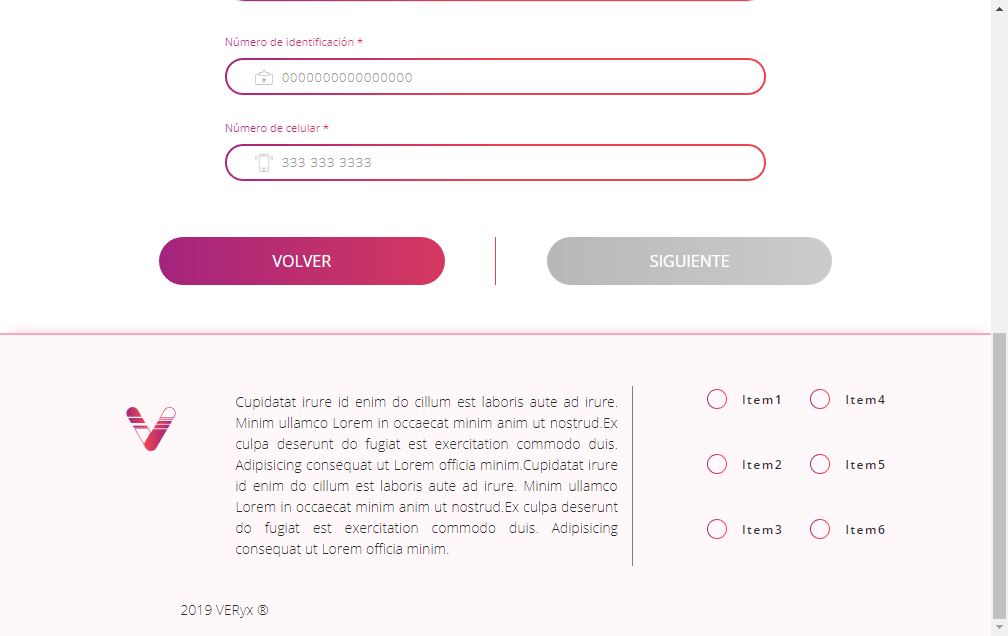 Número de identificación *
0000000000000000
Número de celular *
333 333 3333
VOLVER
SIGUIENTE
Cupidatat irure id enim do cillum est laboris aute ad irure.
Minim ullamco Lorem in occaecat minim anim ut nostrud.Ex
culpa deserunt do fugiat est exercitation commodo duis.
Adipisicing consequat ut Lorem officia minim.Cupidatat irure
id enim do cillum est laboris aute ad irure. Minim ullamco
Lorem in occaecat minim anim ut nostrud.Ex culpa deserunt
do fugiat est exercitation commodo duis. Adipisicing
consequat ut Lorem officia minim.
Item1
Item4
Item2
Item5
Item3
Item6
2019 VERyx ®